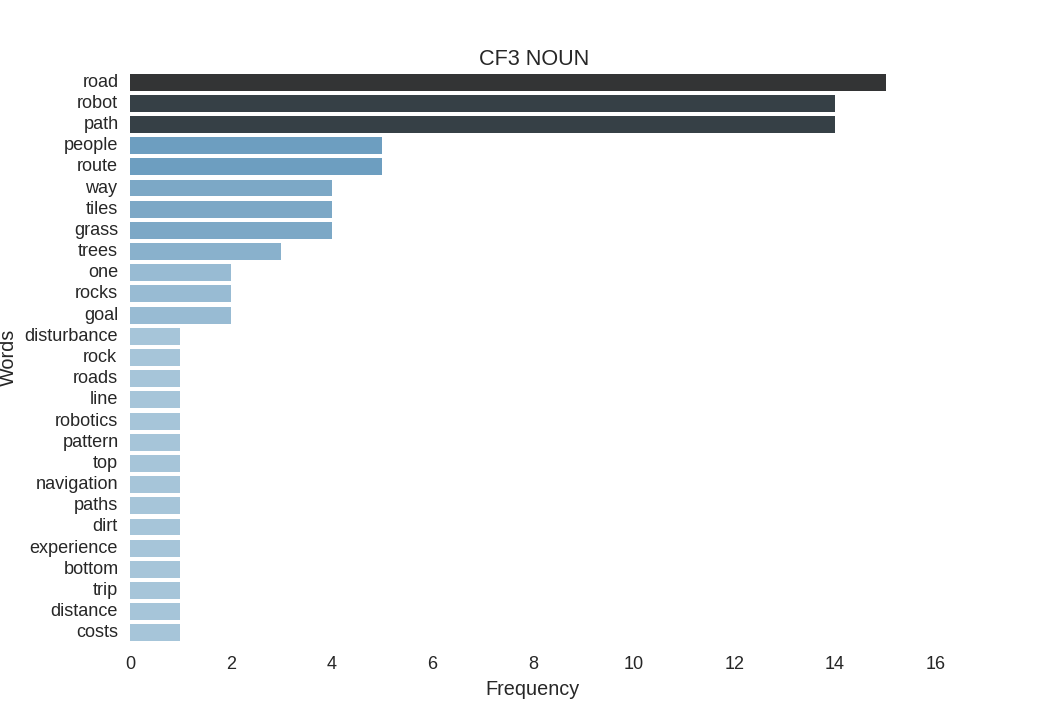 CF3 NOUN
road
robot
path
people
route
way
tiles
grass
trees
one
rocks
goal
disturbance
rock
roads
line
robotics
pattern
top
navigation
paths
dirt
experience
bottom
trip
distance
costs
Words
0 2 4 6 8 10 12 14 16
Frequency